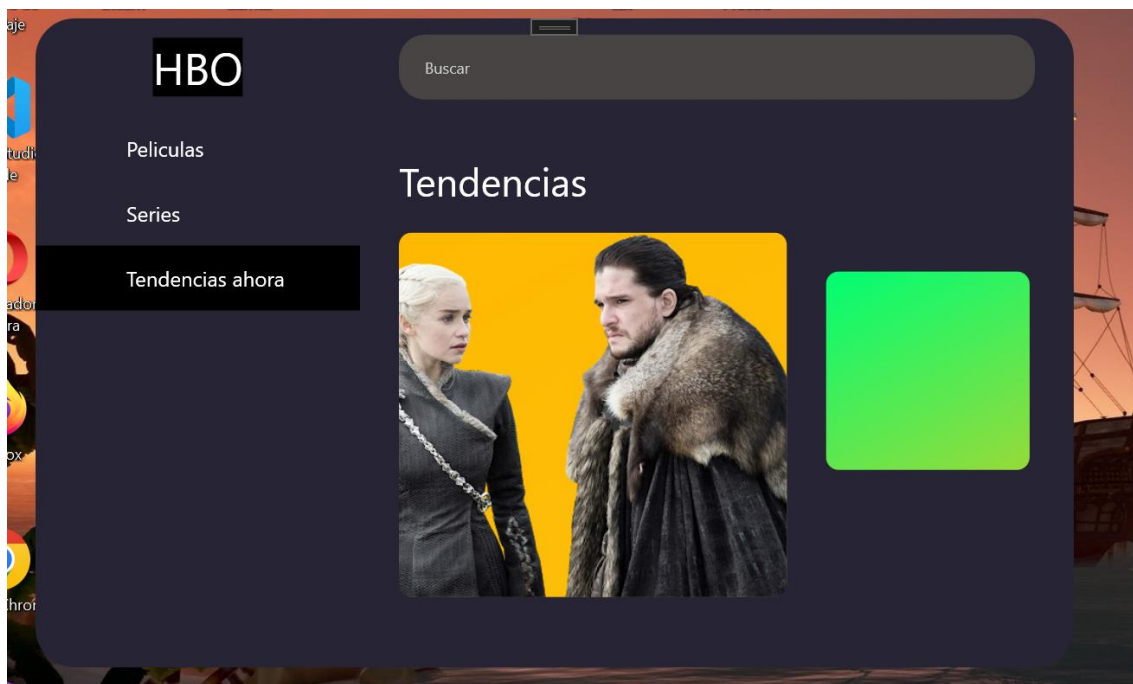 HBO
Buscar
Peliculas
Tendencias
Series
Tendencias ahora